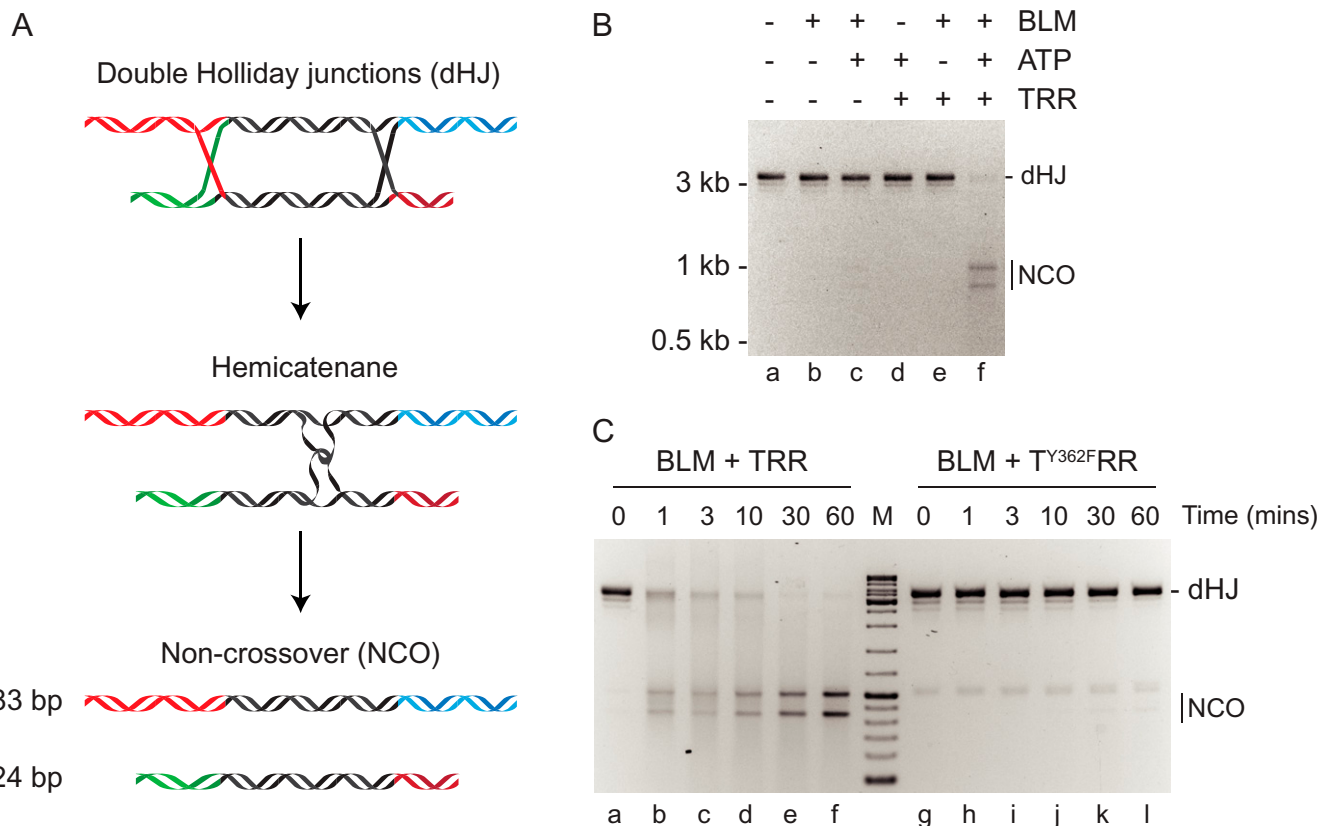 A
Double Holliday junctions (dHJ)
Hemicatenane
Non-crossover (NCO)
33 bp
24 bp
B
- + + - + + BLM
- - + + - + ATP
- - - + + + TRR
3 kb -
1 kb -
0.5 kb -
- dHJ
NCO
a b c d e f
C
BLM + TRR BLM + T^Y362F RR
0 1 3 10 30 60 M 0 1 3 10 30 60 Time (mins)
- dHJ
NCO
a b c d e f g h i j k l